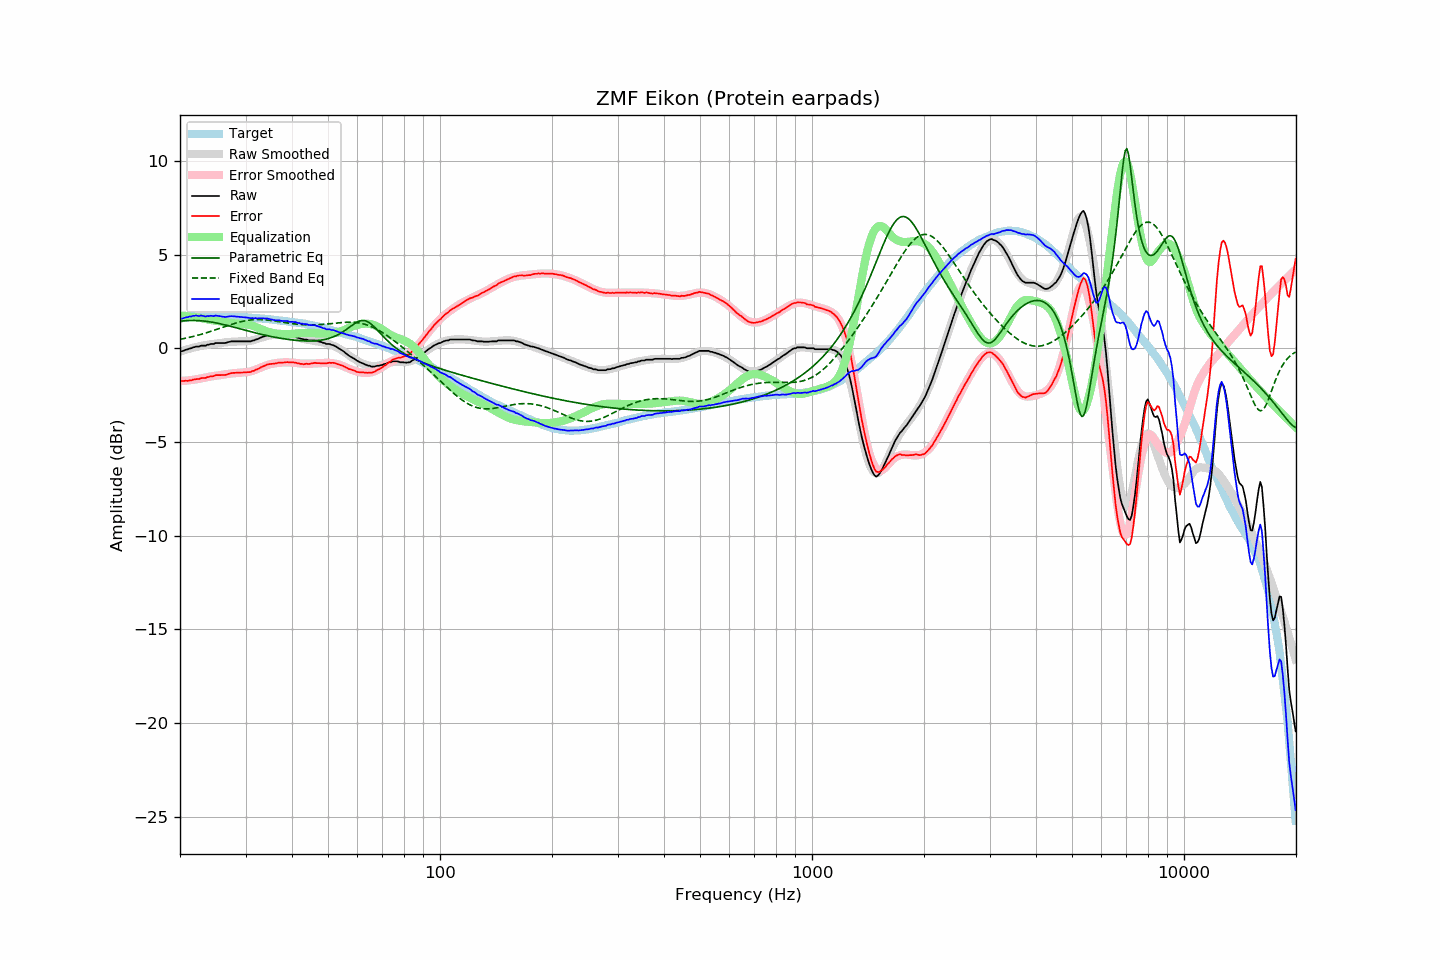 ZMF Eikon (Protein earpads)
Target
Raw Smoothed
Error Smoothed
Raw
Error
Equalization
Parametric Eq
Fixed Band Eq
Equalized
10
5
0
−5
−10
−15
−20
−25
Amplitude (dBr)
100 1000 10000
Frequency (Hz)